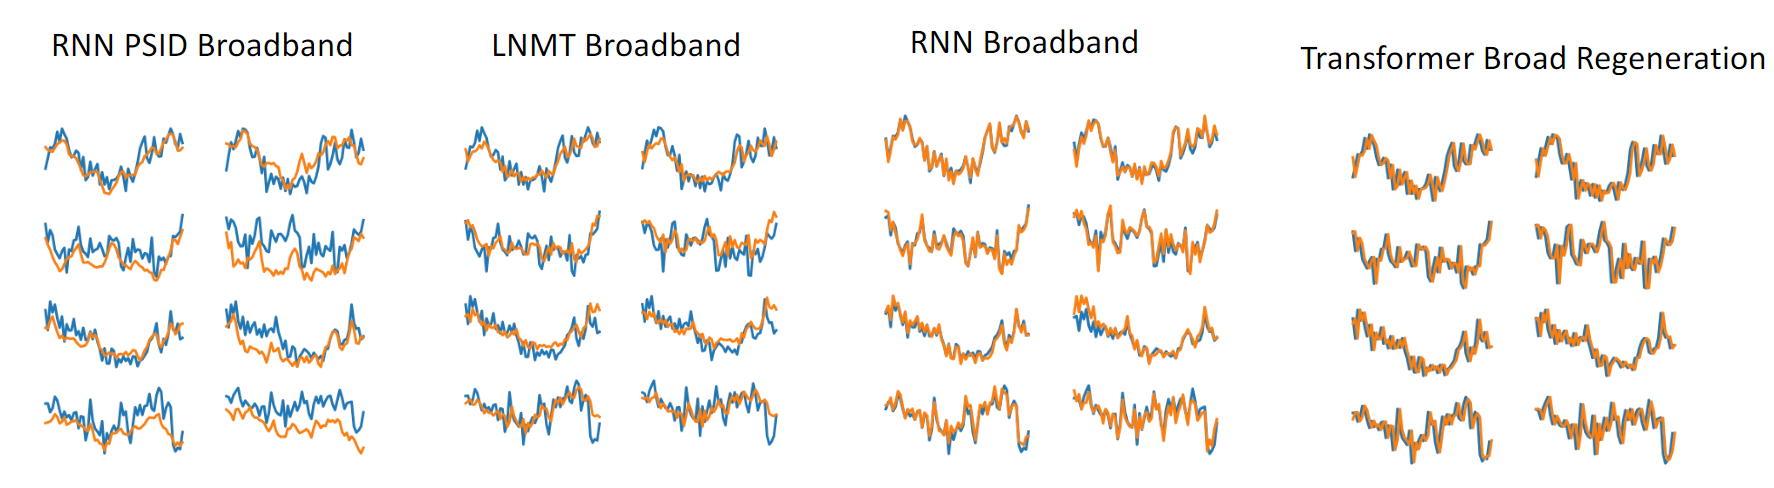 RNN PSID Broadband
LNMT Broadband
RNN Broadband
Transformer Broad Regeneration